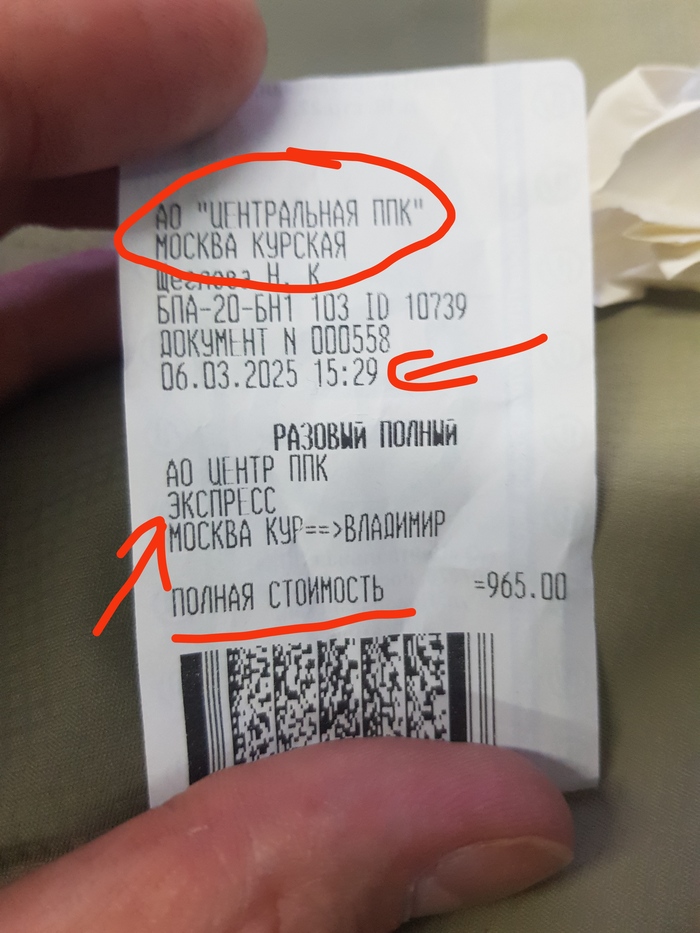 АО "ЦЕНТРАЛЬНАЯ ППК"
МОСКВА КУРСКАЯ
Щеглова Н. К
БПА-20-БН1 103 ID 10739
ДОКУМЕНТ N 000558
06.03.2025 15:29
РАЗОВЫЙ ПОЛНЫЙ
АО ЦЕНТР ППК
ЭКСПРЕСС
МОСКВА КУР==>ВЛАДИМИР
ПОЛНАЯ СТОИМОСТЬ =965.00